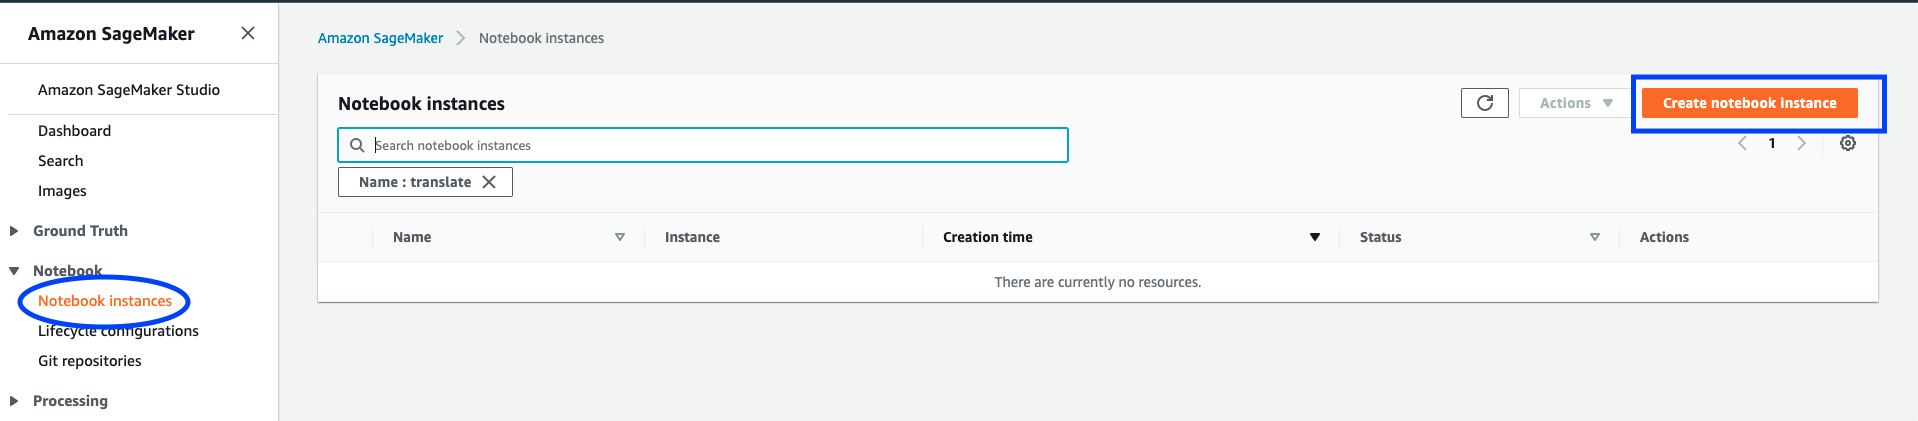 Amazon SageMaker
Amazon SageMaker Studio
Dashboard
Search
Images
Ground Truth
Notebook
Notebook instances
Lifecycle configurations
Git repositories
Processing
Amazon SageMaker > Notebook instances
Notebook instances
Actions
Create notebook instance
Search notebook instances
1
Name : translate
Name Instance Creation time Status Actions
There are currently no resources.